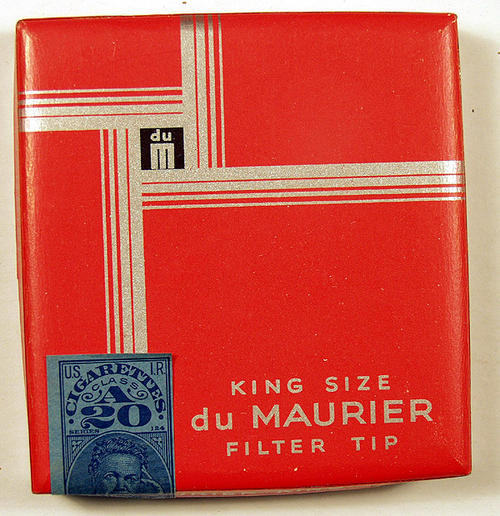 du
m
KING SIZE
du MAURIER
FILTER TIP
U.S. I.R.
CIGARETTES
CLASS
A
20
SERIES 124